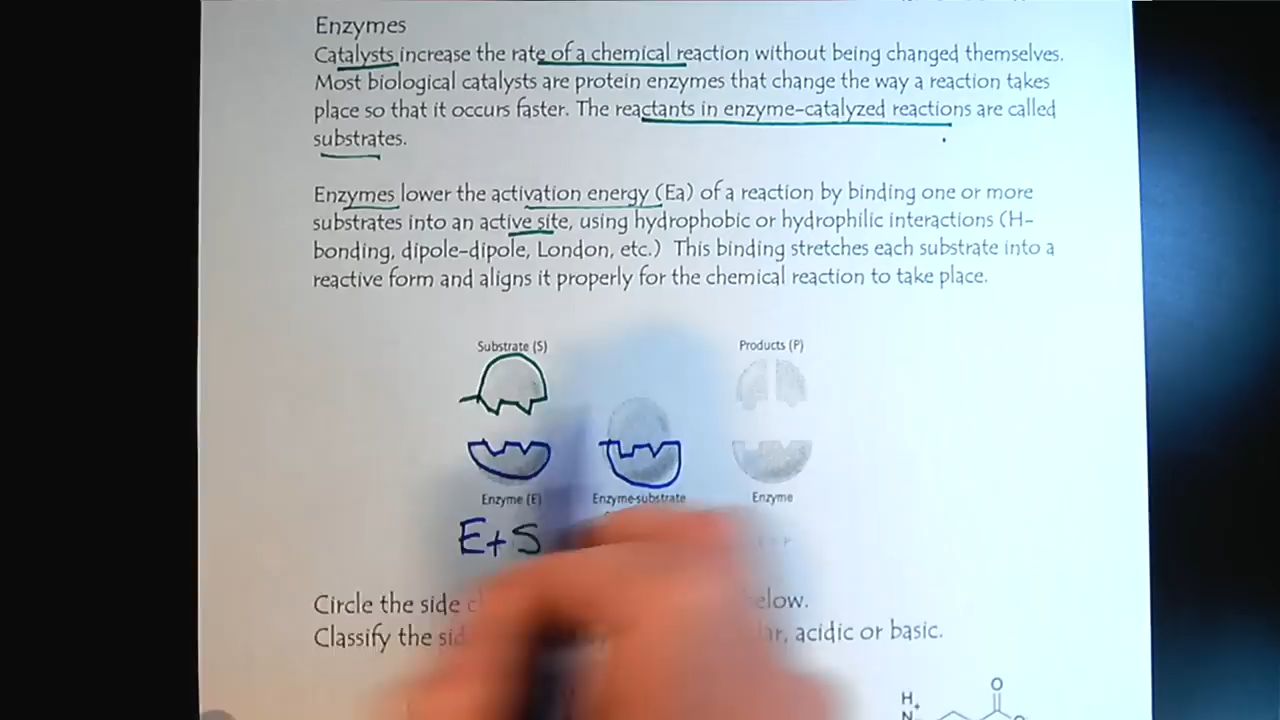 Enzymes
Catalysts increase the rate of a chemical reaction without being changed themselves.
Most biological catalysts are protein enzymes that change the way a reaction takes
place so that it occurs faster. The reactants in enzyme-catalyzed reactions are called
substrates.
Enzymes lower the activation energy (Ea) of a reaction by binding one or more
substrates into an active site, using hydrophobic or hydrophilic interactions (H-
bonding, dipole-dipole, London, etc.) This binding stretches each substrate into a
reactive form and aligns it properly for the chemical reaction to take place.
Substrate (S)
Products (P)
Enzyme (E)
Enzyme-substrate
Enzyme
E+S
Circle the side
Classify the acidic or basic.
H
+
N
O